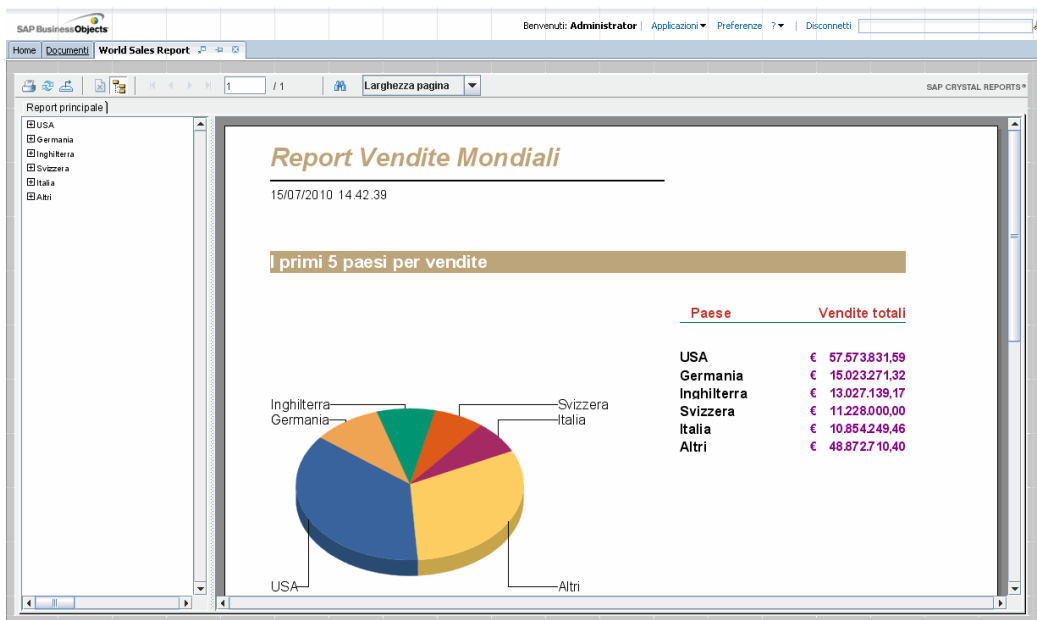 SAP BusinessObjects
Benvenuti: Administrator | Applicazioni Preferenze ? | Disconnetti
Home Documenti World Sales Report
1 / 1 Larghezza pagina SAP CRYSTAL REPORTS®
Report principale
USA
Germania
Inghilterra
Svizzera
Italia
Altri
Report Vendite Mondiali
15/07/2010 14.42.39
I primi 5 paesi per vendite
Paese Vendite totali
USA € 57.573.831,59
Germania € 15.023.271,32
Inghilterra € 13.027.139,17
Svizzera € 11.228.000,00
Italia € 10.854.249,46
Altri € 48.872.710,40
Inghilterra Svizzera
Germania Italia
USA Altri